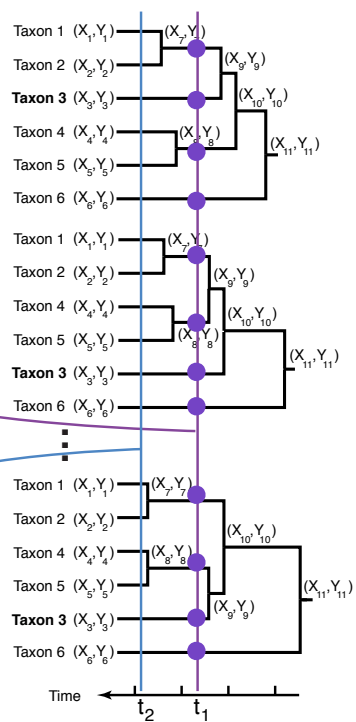 Taxon 1 (X₁,Y₁) (X₇,Y₇)
Taxon 2 (X₂,Y₂) (X₉,Y₉)
Taxon 3 (X₃,Y₃) (X₁₀,Y₁₀)
Taxon 4 (X₄,Y₄) (X₈,Y₈)
Taxon 5 (X₅,Y₅) (X₁₁,Y₁₁)
Taxon 6 (X₆,Y₆)
Taxon 1 (X₁,Y₁) (X₇,Y₇)
Taxon 2 (X₂,Y₂) (X₉,Y₉)
Taxon 4 (X₄,Y₄) (X₁₀,Y₁₀)
Taxon 5 (X₅,Y₅) (X₈,Y₈)
Taxon 3 (X₃,Y₃) (X₁₁,Y₁₁)
Taxon 6 (X₆,Y₆)
Taxon 1 (X₁,Y₁) (X₇,Y₇)
Taxon 2 (X₂,Y₂) (X₁₀,Y₁₀)
Taxon 4 (X₄,Y₄) (X₈,Y₈)
Taxon 5 (X₅,Y₅) (X₁₁,Y₁₁)
Taxon 3 (X₃,Y₃) (X₉,Y₉)
Taxon 6 (X₆,Y₆)
Time
t₂ t₁